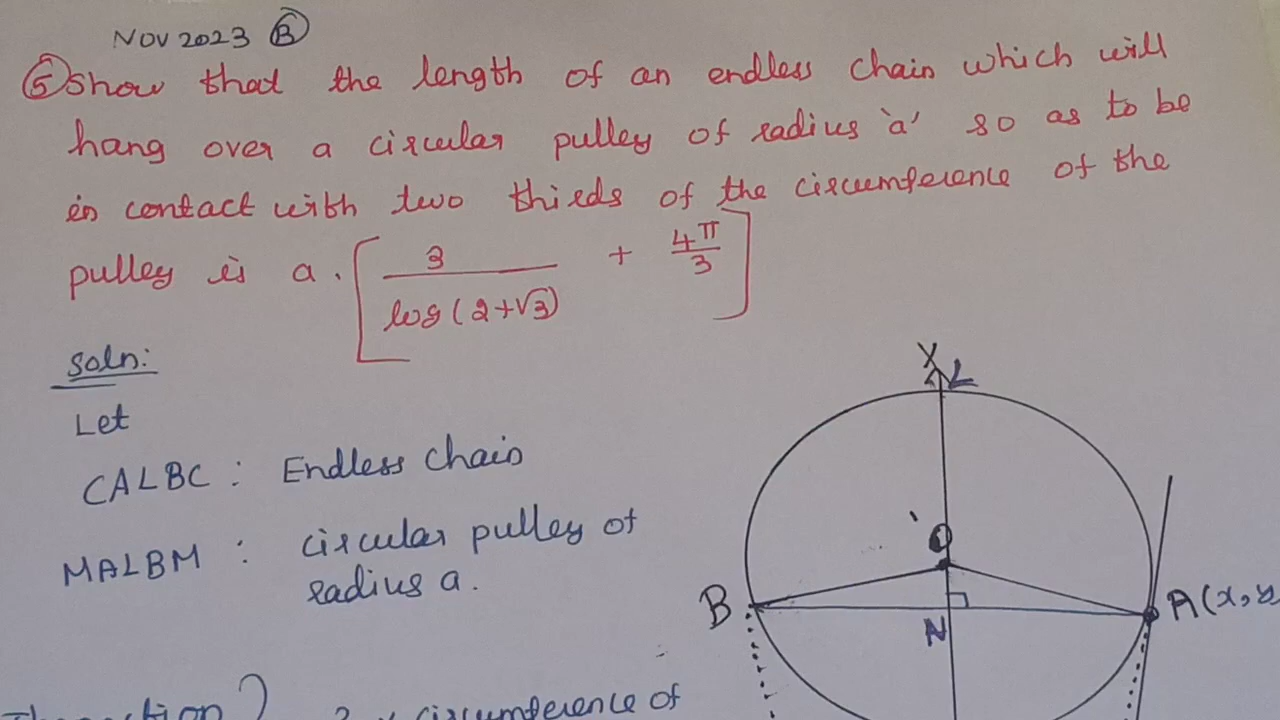 NOV 2023 B
5 Show that the length of an endless chain which will
hang over a circular pulley of radius 'a' so as to be
in contact with two thirds of the circumference of the
pulley is a. [ 3 / log(2+√3) + 4π / 3 ]
Soln:
Let
CALBC : Endless chain
MALBM : circular pulley of
radius a.
Y
L
O
B
A(x,y
N
circumference of